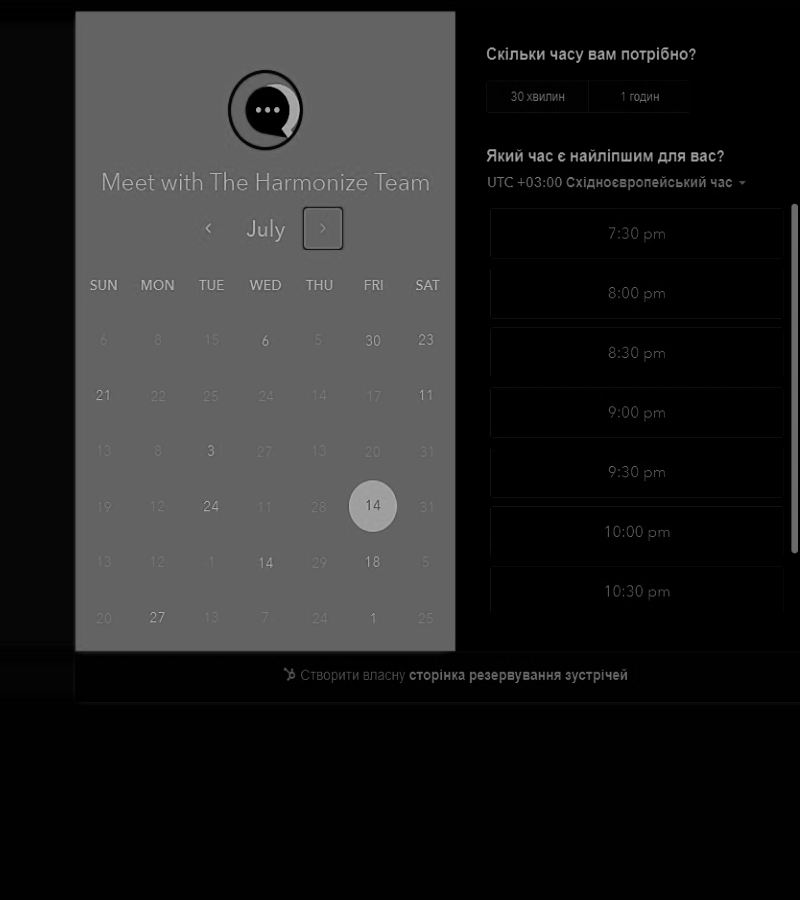 Meet with The Harmonize Team
July
SUN MON TUE WED THU FRI SAT
6 8 15 6 5 30 23
21 22 25 24 14 17 11
13 8 3 27 13 20 31
19 12 24 11 28 14 31
13 12 1 14 29 18 5
20 27 13 7 24 1 25
Скільки часу вам потрібно?
30 хвилин 1 годин
Який час є найліпшим для вас?
UTC +03:00 Східноєвропейський час
7:30 pm
8:00 pm
8:30 pm
9:00 pm
9:30 pm
10:00 pm
10:30 pm
Створити власну сторінка резервування зустрічей